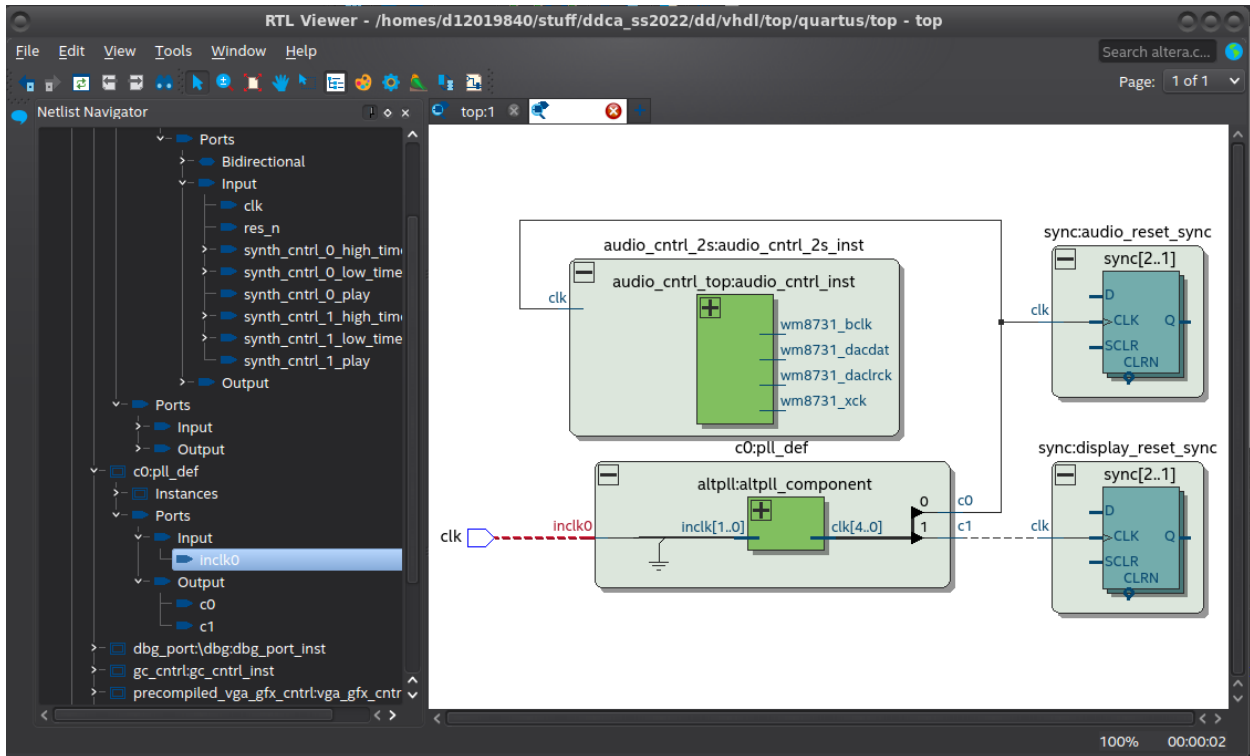 RTL Viewer - /homes/d12019840/stuff/ddca_ss2022/dd/vhdl/top/quartus/top - top
File Edit View Tools Window Help
Search altera.c...
Page: 1 of 1
Netlist Navigator
top:1
Ports
Bidirectional
Input
clk
res_n
synth_cntrl_0_high_time
synth_cntrl_0_low_time
synth_cntrl_0_play
synth_cntrl_1_high_time
synth_cntrl_1_low_time
synth_cntrl_1_play
Output
Ports
Input
Output
c0:pll_def
Instances
Ports
Input
inclk0
Output
c0
c1
dbg_port:\dbg:dbg_port_inst
gc_cntrl:gc_cntrl_inst
precompiled_vga_gfx_cntrl:vga_gfx_cntr
audio_cntrl_2s:audio_cntrl_2s_inst
audio_cntrl_top:audio_cntrl_inst
clk
wm8731_bclk
wm8731_dacdat
wm8731_daclrck
wm8731_xck
sync:audio_reset_sync
sync[2..1]
clk
D
CLK Q
SCLR
CLRN
c0:pll_def
altpll:altpll_component
clk
inclk0
inclk[1..0]
clk[4..0]
0
1
c0
c1
sync:display_reset_sync
sync[2..1]
clk
D
CLK Q
SCLR
CLRN
100% 00:00:02